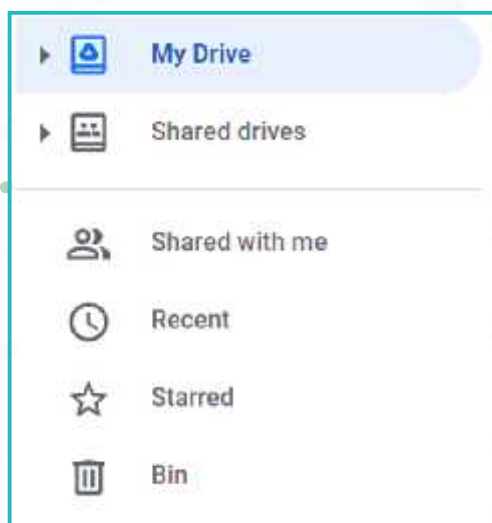 My Drive
Shared drives
Shared with me
Recent
Starred
Bin